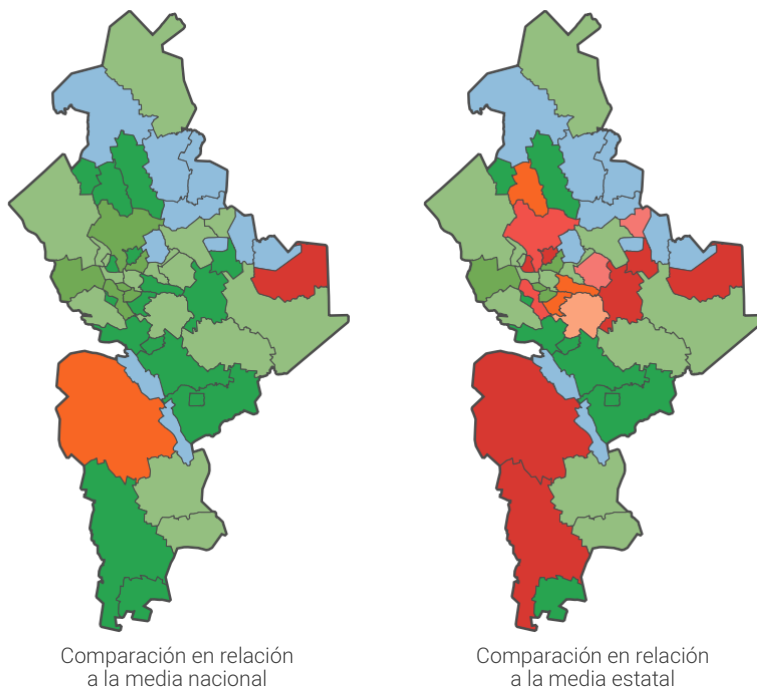 Comparación en relación
a la media nacional
Comparación en relación
a la media estatal